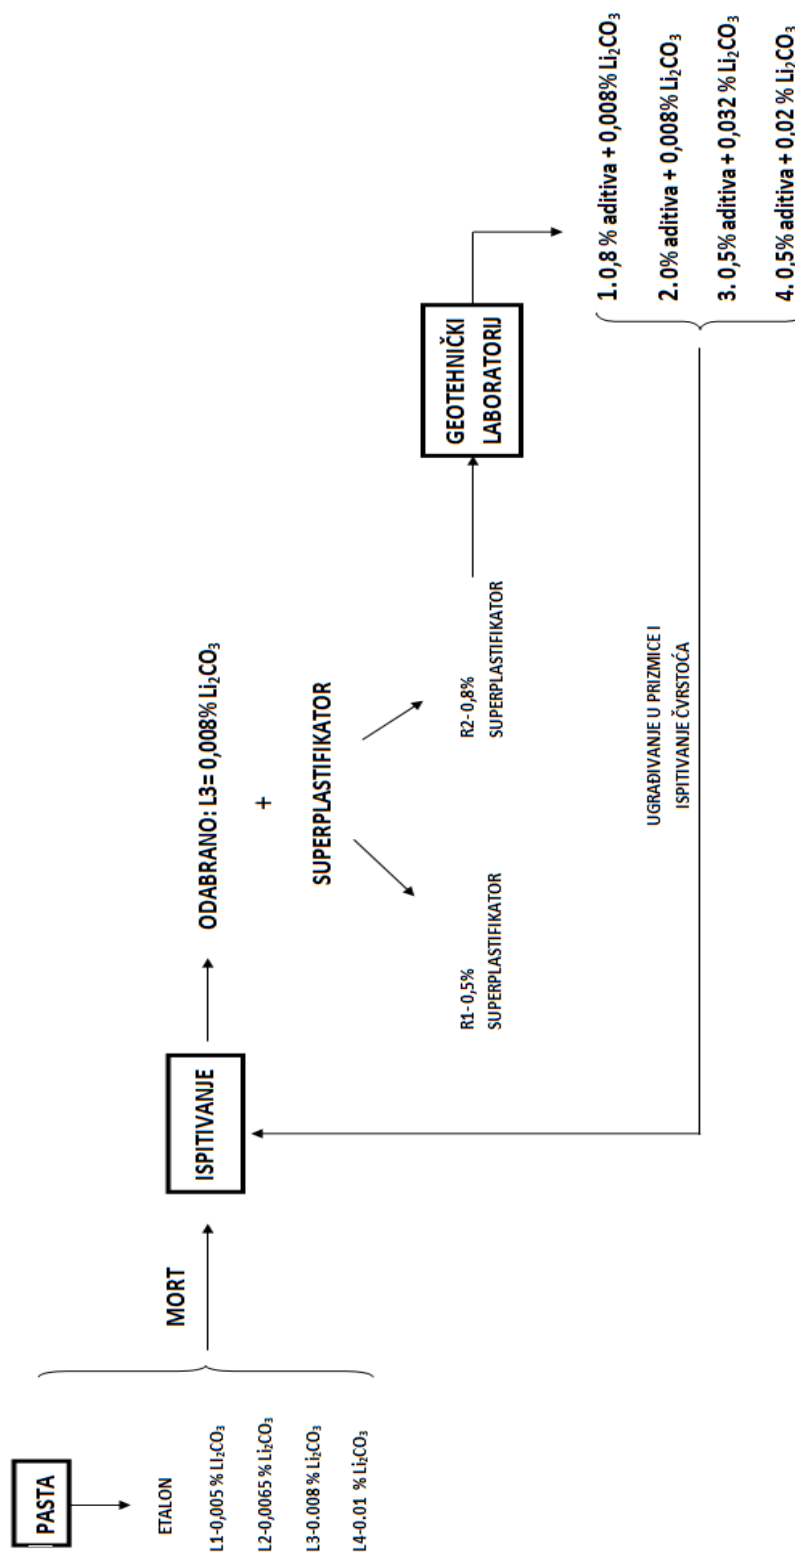 PASTA
ETALON
L1-0,005 % LI₂CO₃
L2-0,0065 % Li₂CO₃
L3-0.008 % Li₂CO₃
L4-0.01 % Li₂CO₃
MORT
ISPITIVANJE
ODABRANO: L3= 0,008% Li₂CO₃
+
SUPERPLASTIFIKATOR
R1- 0,5%
SUPERPLASTIFIKATOR
R2- 0,8%
SUPERPLASTIFIKATOR
GEOTEHNIČKI
LABORATORIJ
1. 0,8 % aditiva + 0,008% Li₂CO₃
2. 0% aditiva + 0,008% Li₂CO₃
3. 0,5% aditiva + 0,032 % Li₂CO₃
4. 0,5% aditiva + 0,02 % Li₂CO₃
UGRAĐIVANJE U PRIZMICE I
ISPITIVANJE ČVRSTOĆA